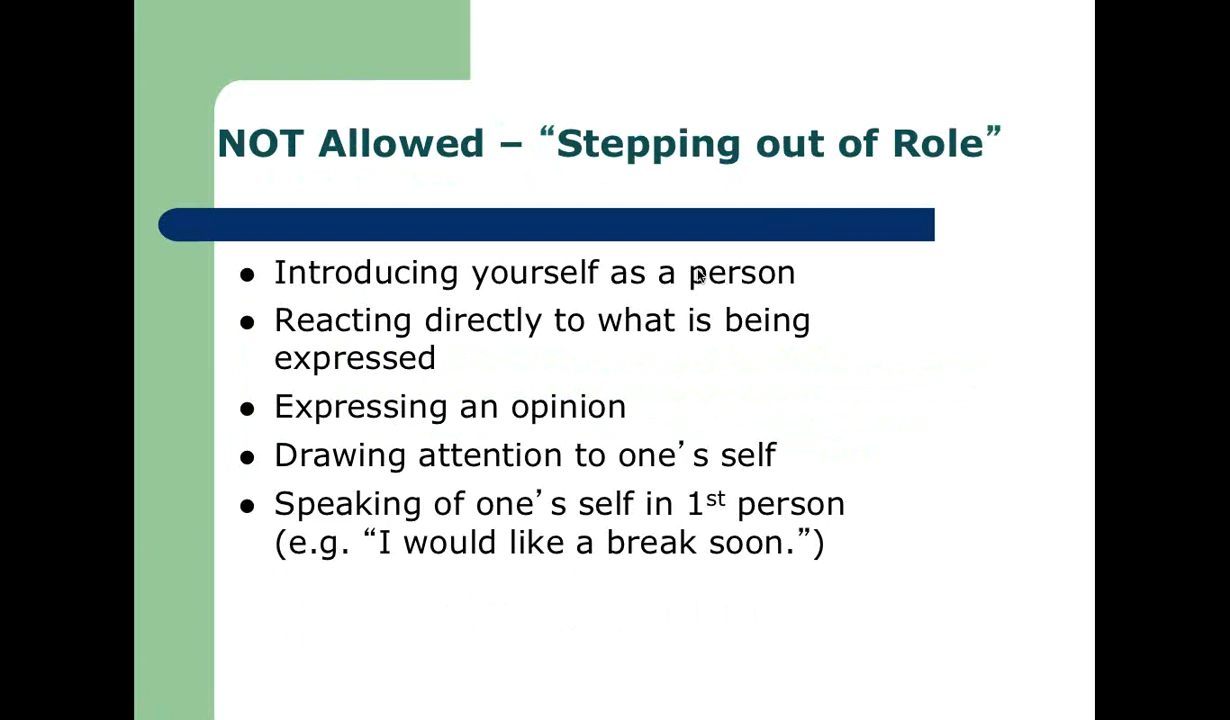 NOT Allowed – “Stepping out of Role”
● Introducing yourself as a person
● Reacting directly to what is being
expressed
● Expressing an opinion
● Drawing attention to one’s self
● Speaking of one’s self in 1st person
(e.g. “I would like a break soon.”)